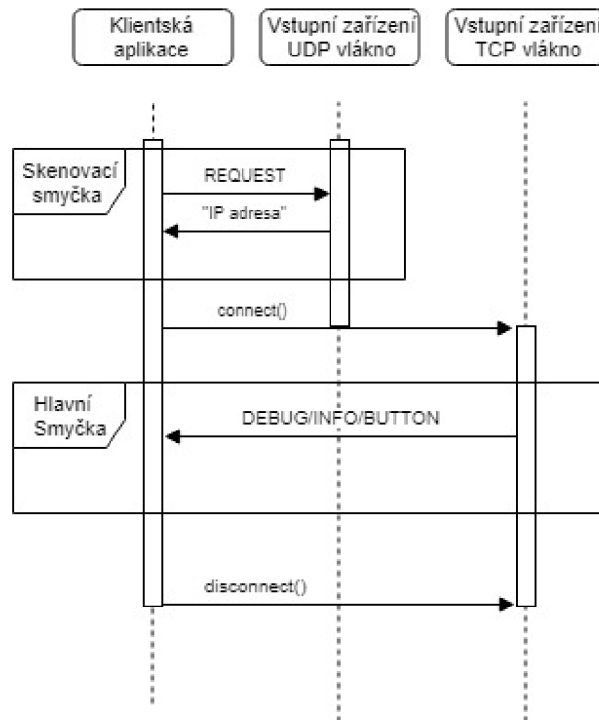 Klientská
aplikace
Vstupní zařízení
UDP vlákno
Vstupní zařízení
TCP vlákno
Skenovací
smyčka
REQUEST
"IP adresa"
connect()
Hlavní
Smyčka
DEBUG/INFO/BUTTON
disconnect()